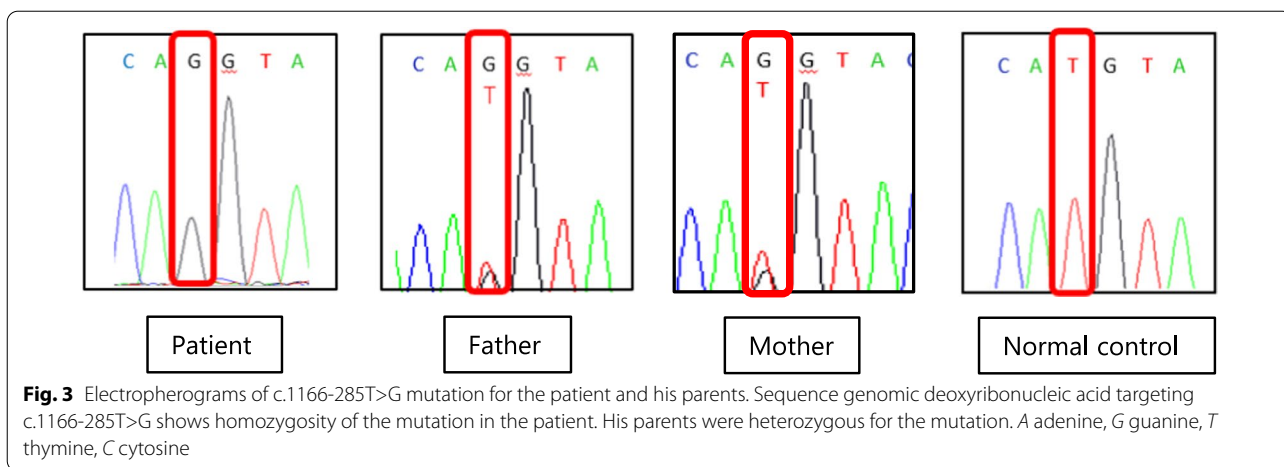 C A G G T A
C A G G T A
T
C A G G T A C
T
C A T G T A
Patient
Father
Mother
Normal control
Fig. 3 Electropherograms of c.1166-285T>G mutation for the patient and his parents. Sequence genomic deoxyribonucleic acid targeting
c.1166-285T>G shows homozygosity of the mutation in the patient. His parents were heterozygous for the mutation. A adenine, G guanine, T
thymine, C cytosine